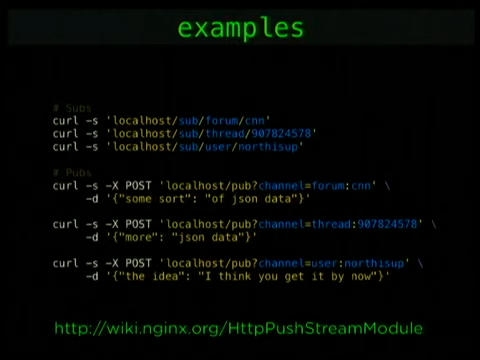 examples
# Subs
curl -s 'localhost/sub/forum/cnn'
curl -s 'localhost/sub/thread/907824578'
curl -s 'localhost/sub/user/northisup'
# Pubs
curl -s -X POST 'localhost/pub?channel=forum:cnn' \
-d '{"some sort": "of json data"}'
curl -s -X POST 'localhost/pub?channel=thread:907824578' \
-d '{"more": "json data"}'
curl -s -X POST 'localhost/pub?channel=user:northisup' \
-d '{"the idea": "I think you get it by now"}'
http://wiki.nginx.org/HttpPushStreamModule